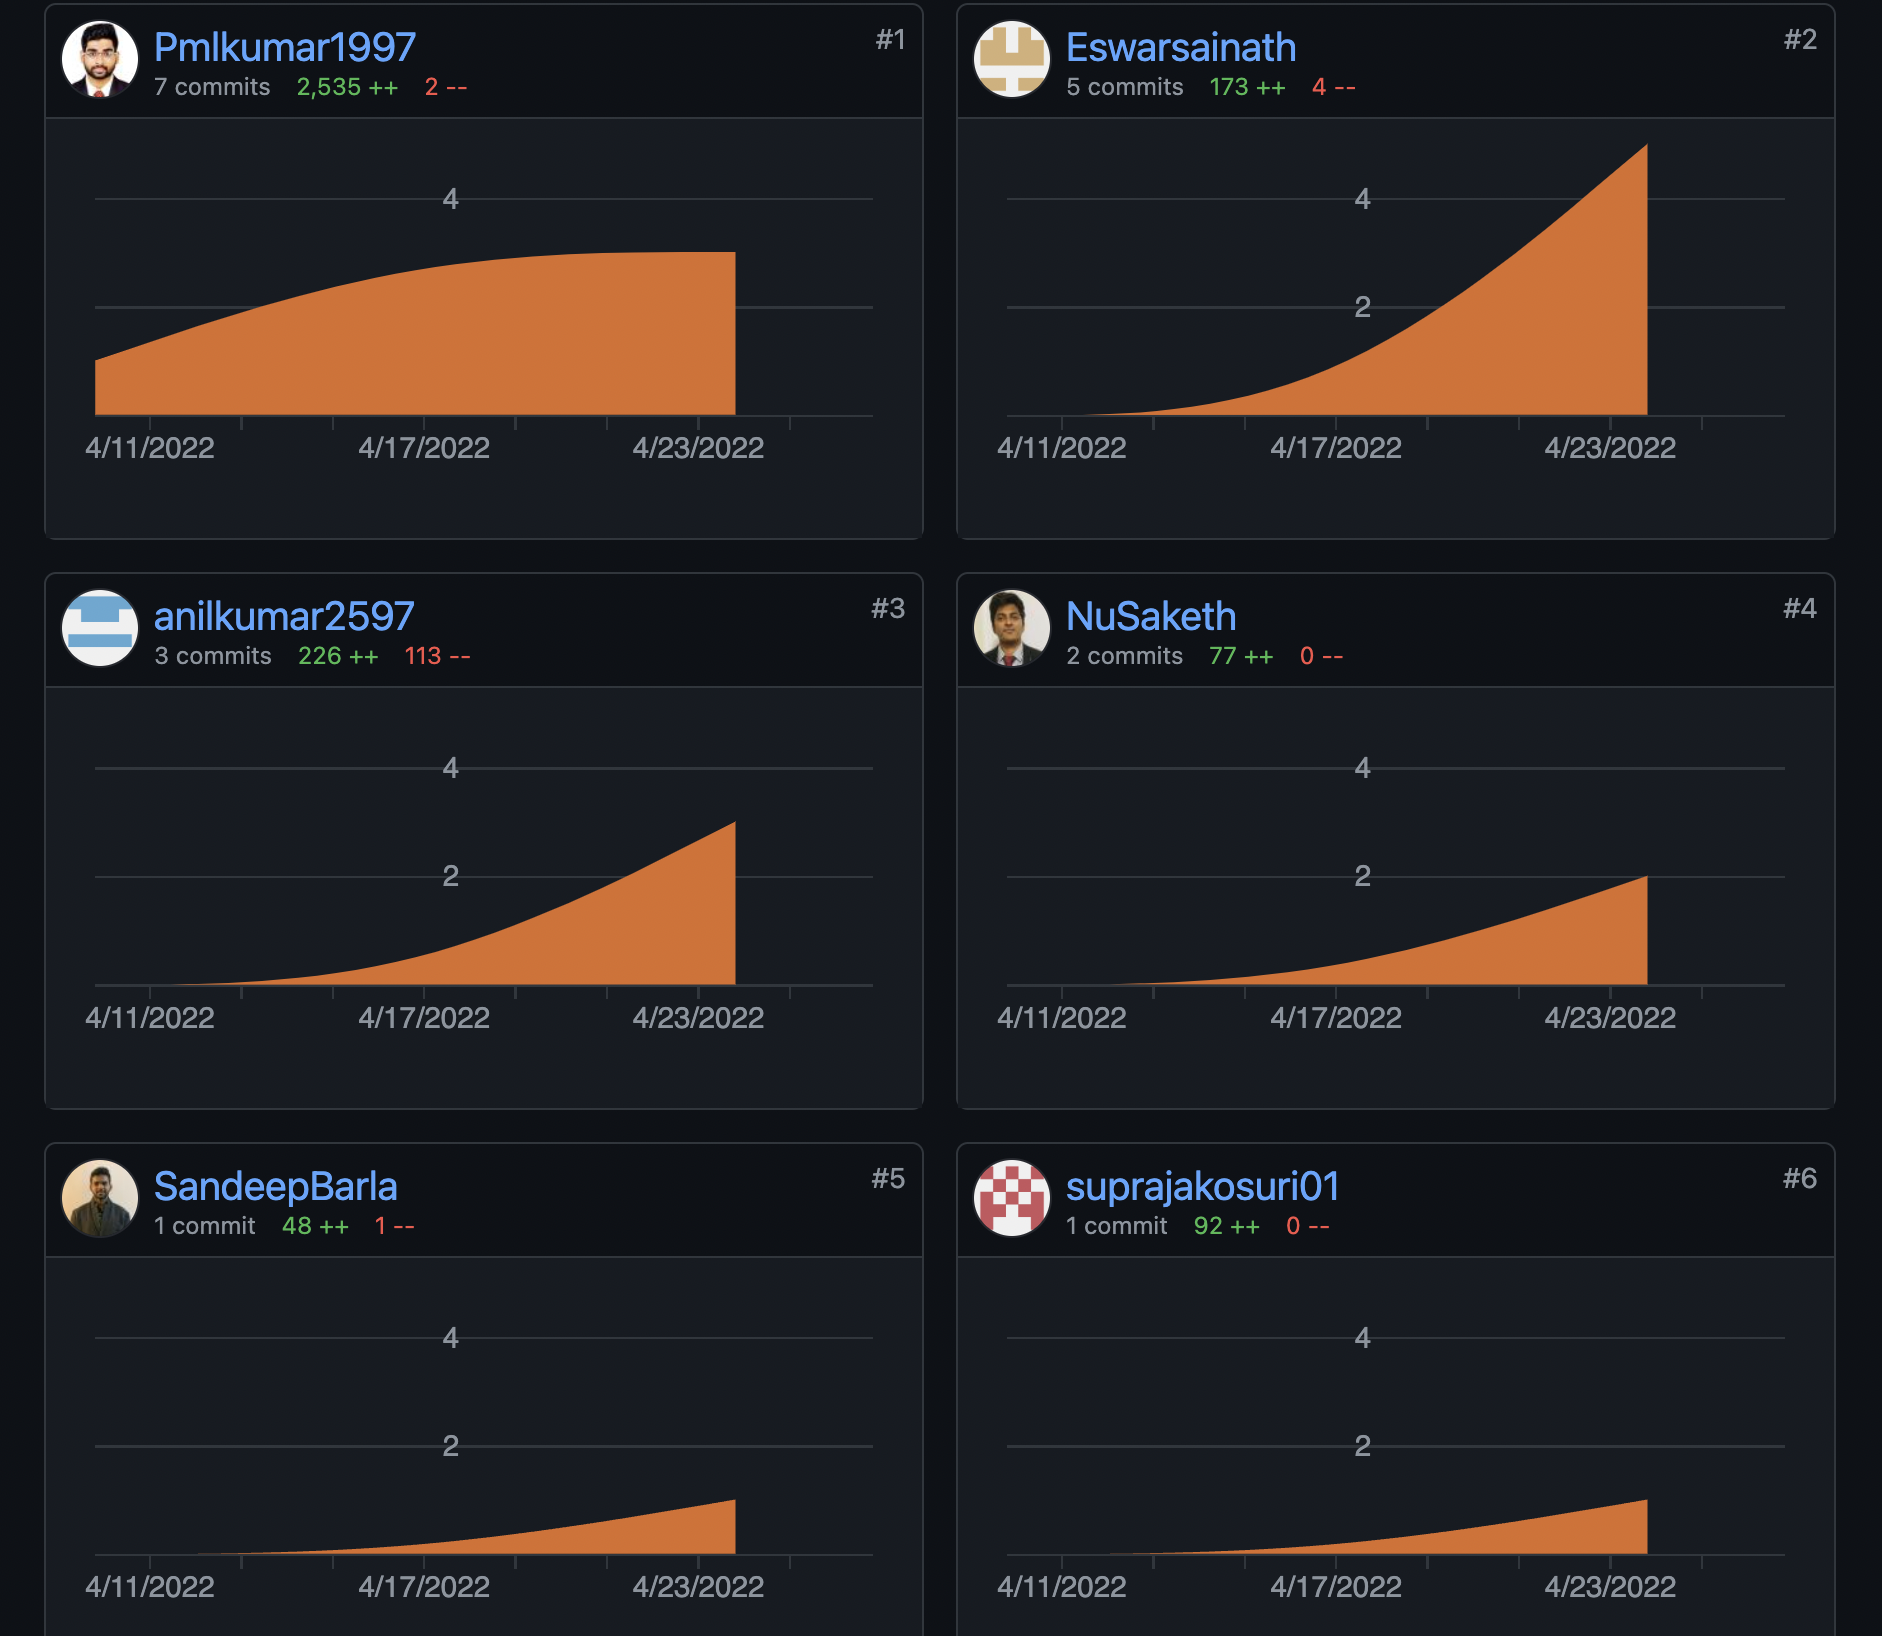 Pmlkumar1997 #1
7 commits 2,535 ++ 2 --
4
4/11/2022 4/17/2022 4/23/2022
Eswarsainath #2
5 commits 173 ++ 4 --
4
2
4/11/2022 4/17/2022 4/23/2022
anilkumar2597 #3
3 commits 226 ++ 113 --
4
2
4/11/2022 4/17/2022 4/23/2022
NuSaketh #4
2 commits 77 ++ 0 --
4
2
4/11/2022 4/17/2022 4/23/2022
SandeepBarla #5
1 commit 48 ++ 1 --
4
2
4/11/2022 4/17/2022 4/23/2022
suprajakosuri01 #6
1 commit 92 ++ 0 --
4
2
4/11/2022 4/17/2022 4/23/2022